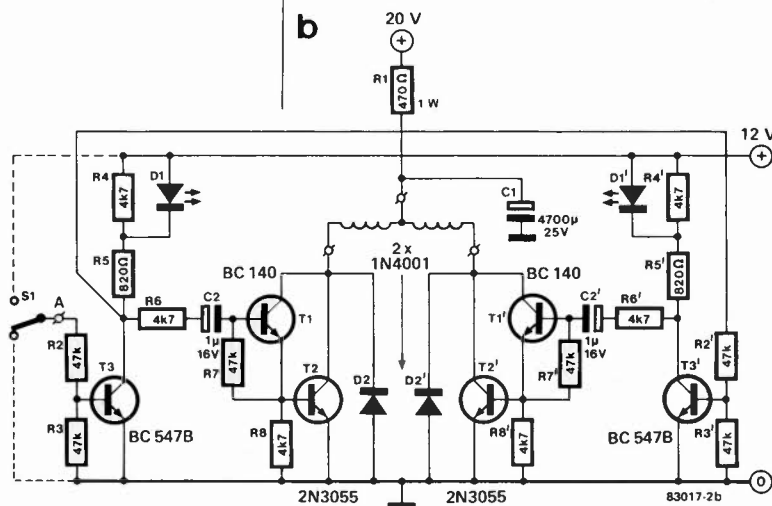 b
20 V
+
R1
470Ω
1 W
12 V
+
R4
4k7
D1
D1'
R4'
4k7
C1
4700µ
25V
R5
820Ω
2 x
1N4001
R5'
820Ω
BC 140
BC 140
S1
A
R6
4k7
C2
1µ
16V
T1
T1'
C2'
1µ
16V
R6'
4k7
R2
47k
R7
47k
R7'
47k
R2'
47k
T3
T2
D2
D2'
T2'
T3'
R3
47k
BC 547B
R8
4k7
R8'
4k7
BC 547B
R3'
47k
0
2N3055
2N3055
83017-2b